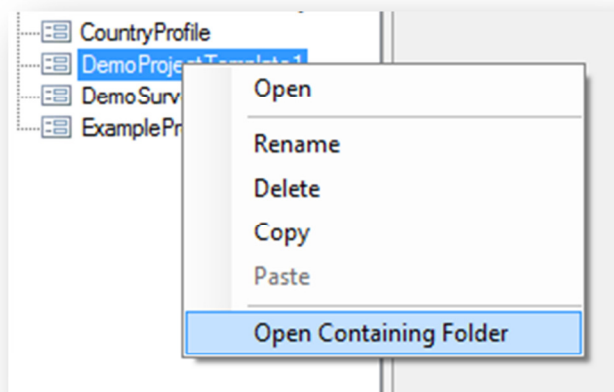 CountryProfile
DemoProjectTemplate1
DemoSurv
ExamplePr
Open
Rename
Delete
Copy
Paste
Open Containing Folder